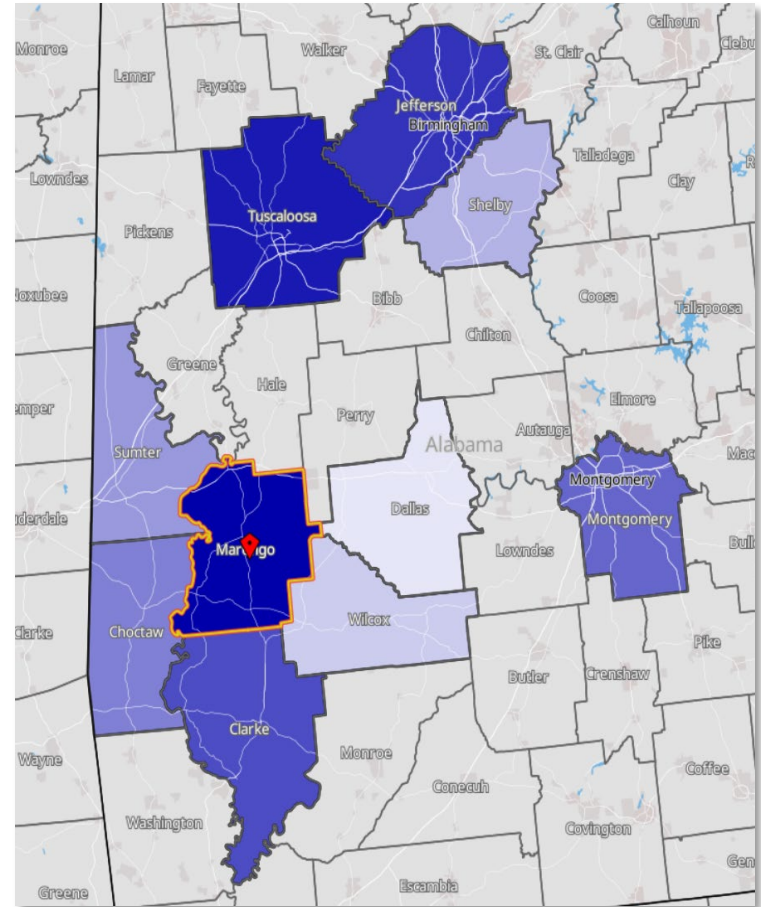 Monroe
Walker
Calhoun
St. Clair
Lamar
Fayette
Jefferson
Birmingham
Talladega
Lowndes
Clay
Shelby
Tuscaloosa
Pickens
Bibb
Coosa
Tallapoosa
Chilton
Greene
Hale
Elmore
Perry
Autauga
Alabama
Sumter
Montgomery
Dallas
Montgomery
Lowndes
Wilcox
Choctaw
Clarke
Pike
Butler
Crenshaw
Clarke
Monroe
Wayne
Coffee
Conecuh
Washington
Covington
Escambia
Greene